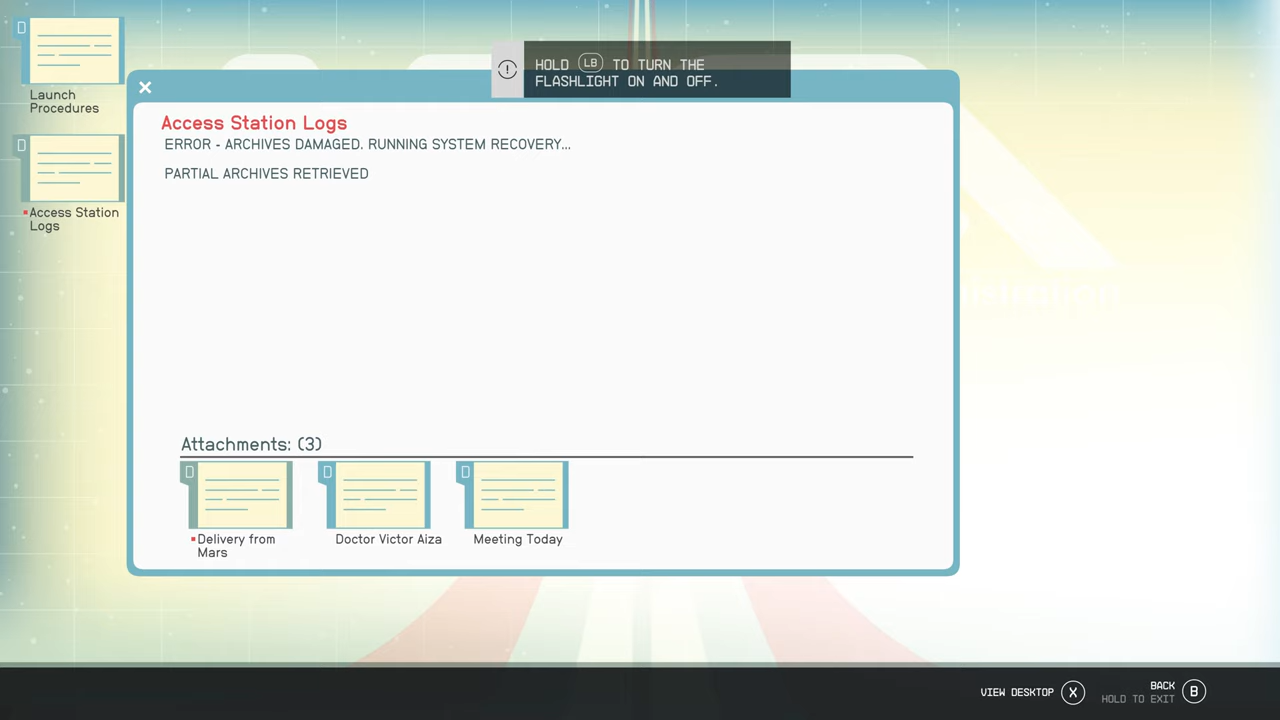 D
Launch
Procedures
D
Access Station
Logs
HOLD LB TO TURN THE
FLASHLIGHT ON AND OFF.
Access Station Logs
ERROR - ARCHIVES DAMAGED. RUNNING SYSTEM RECOVERY...
PARTIAL ARCHIVES RETRIEVED
Attachments: (3)
D
Delivery from
Mars
D
Doctor Victor Aiza
D
Meeting Today
VIEW DESKTOP X
BACK B
HOLD TO EXIT